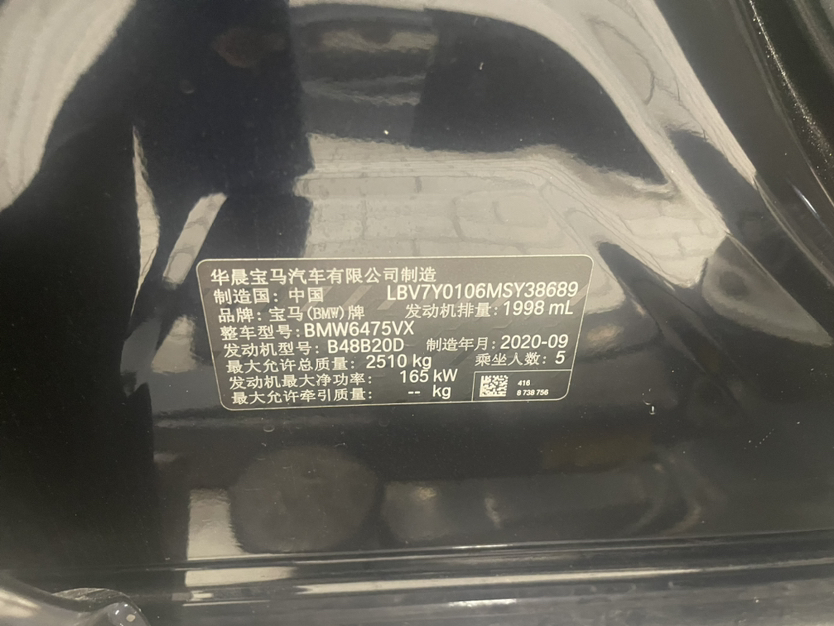 华晨宝马汽车有限公司制造
制造国：中国 LBV7Y0106MSY38689
品牌：宝马(BMW)牌 发动机排量：1998 mL
整车型号：BMW6475VX
发动机型号：B48B20D 制造年月：2020-09
最大允许总质量：2510 kg 乘坐人数：5
发动机最大净功率： 165 kW
最大允许牵引质量： -- kg
416
8 738 756